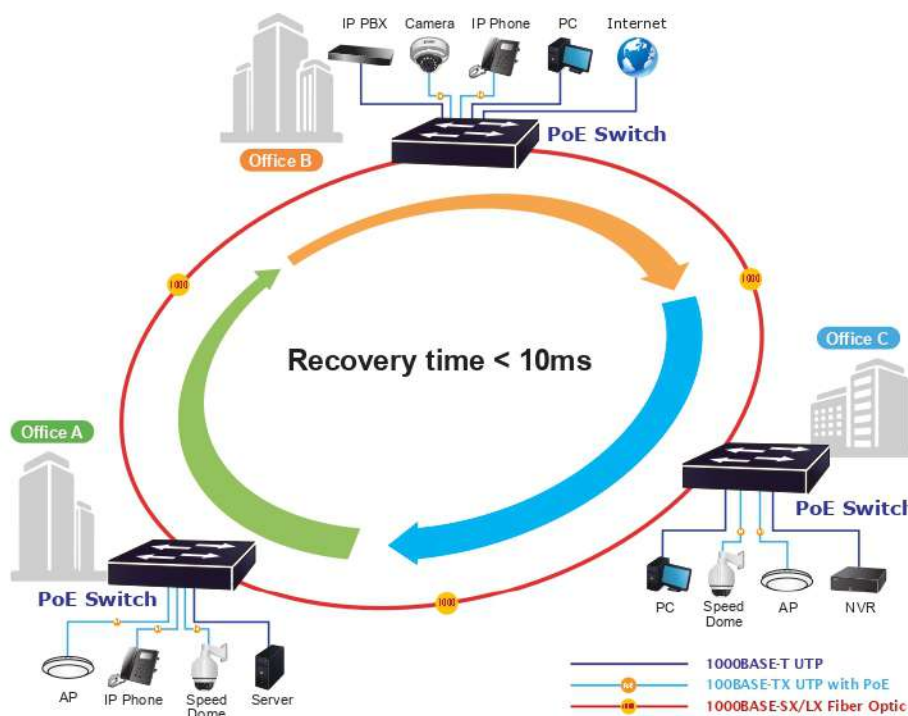 IP PBX
Camera
IP Phone
PC
Internet
PoE Switch
Office B
1000
1000
Recovery time < 10ms
Office C
Office A
PoE Switch
PoE Switch
PC
Speed
Dome
AP
NVR
1000
AP
IP Phone
Speed
Dome
Server
1000BASE-T UTP
PoE
100BASE-TX UTP with PoE
1000
1000BASE-SX/LX Fiber Optic